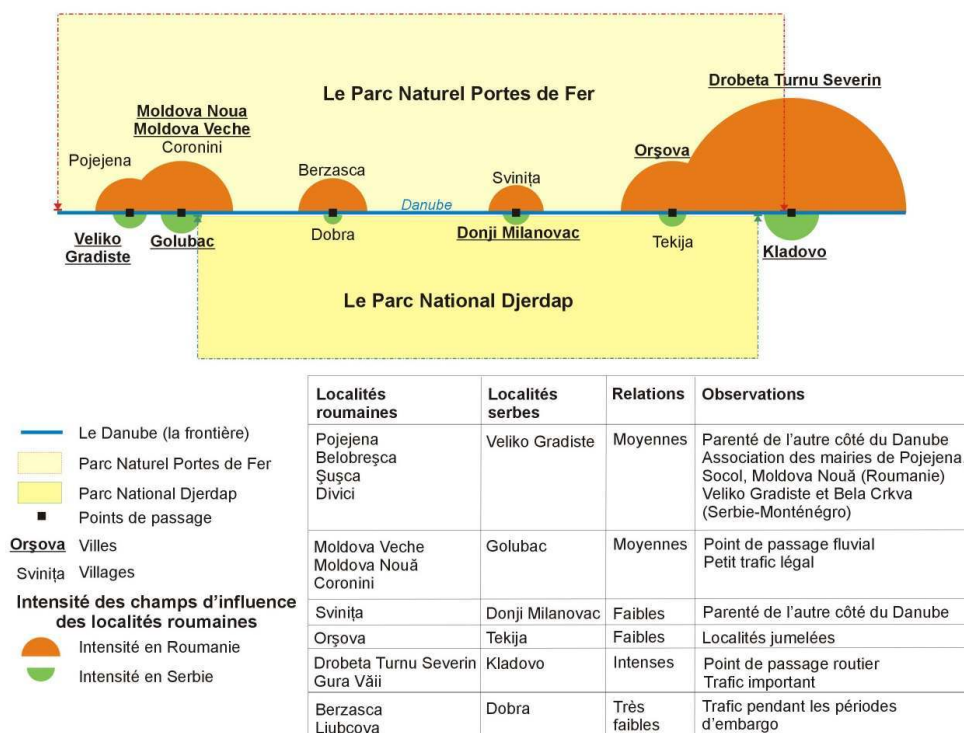 Le Parc Naturel Portes de Fer
Drobeta Turnu Severin
Moldova Noua
Moldova Veche
Coronini
Pojejena
Berzasca
Sviniţa
Orşova
Danube
Veliko
Gradiste
Golubac
Dobra
Donji Milanovac
Tekija
Kladovo
Le Parc National Djerdap
Le Danube (la frontière)
Parc Naturel Portes de Fer
Parc National Djerdap
Points de passage
Orşova Villes
Sviniţa Villages
Intensité des champs d'influence
des localités roumaines
Intensité en Roumanie
Intensité en Serbie
Localités
roumaines
Localités
serbes
Relations
Observations
Pojejena
Belobreşca
Şuşca
Divici
Veliko Gradiste
Moyennes
Parenté de l'autre côté du Danube
Association des mairies de Pojejena
Socol, Moldova Nouă (Roumanie)
Veliko Gradiste et Bela Crkva
(Serbie-Monténégro)
Moldova Veche
Moldova Nouă
Coronini
Golubac
Moyennes
Point de passage fluvial
Petit trafic légal
Sviniţa
Donji Milanovac
Faibles
Parenté de l'autre côté du Danube
Orşova
Tekija
Faibles
Localités jumelées
Drobeta Turnu Severin
Gura Văii
Kladovo
Intenses
Point de passage routier
Trafic important
Berzasca
Liubcova
Dobra
Très
faibles
Trafic pendant les périodes
d'embargo